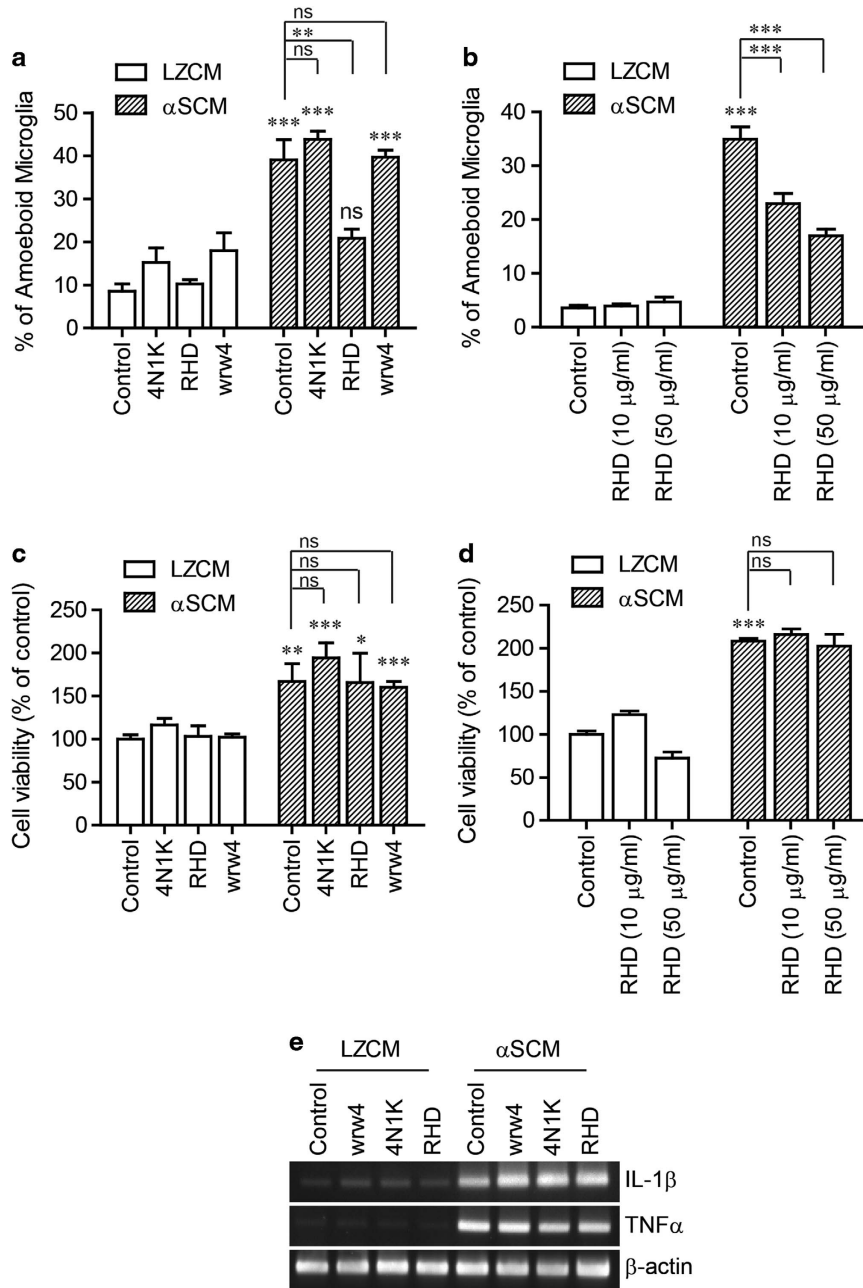 a
ns
**
ns
LZCM
αSCM
% of Amoeboid Microglia
50
40
30
20
10
0
*** *** ns ***
Control 4N1K RHD wrw4 Control 4N1K RHD wrw4
b
***
***
LZCM
αSCM
% of Amoeboid Microglia
40
30
20
10
0
***
Control RHD (10 μg/ml) RHD (50 μg/ml) Control RHD (10 μg/ml) RHD (50 μg/ml)
c
ns
ns
ns
LZCM
αSCM
Cell viability (% of control)
250
200
150
100
50
0
** *** * ***
Control 4N1K RHD wrw4 Control 4N1K RHD wrw4
d
ns
ns
LZCM
αSCM
Cell viability (% of control)
250
200
150
100
50
0
***
Control RHD (10 μg/ml) RHD (50 μg/ml) Control RHD (10 μg/ml) RHD (50 μg/ml)
e
LZCM αSCM
Control wrw4 4N1K RHD Control wrw4 4N1K RHD
IL-1β
TNFα
β-actin